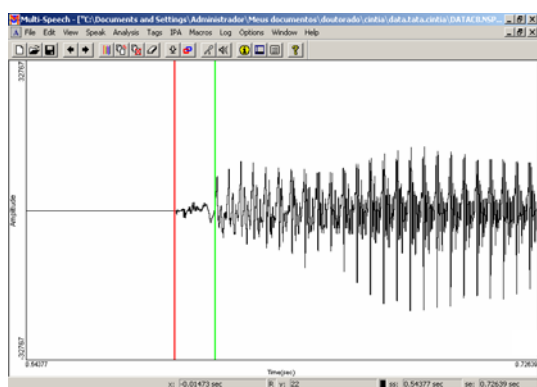 Multi-Speech - ["C:\Documents and Settings\Administrador\Meus documentos\doutorado\cintia\data.tata.cintia\DATACII.NSP...
File Edit View Speak Analysis Tags IPA Macros Log Options Window Help
32767
Amplitude
-32767
0.54377 0.72639
Time(sec)
x: -0.01473 sec R y: 22 ss: 0.54377 sec se: 0.72639 sec